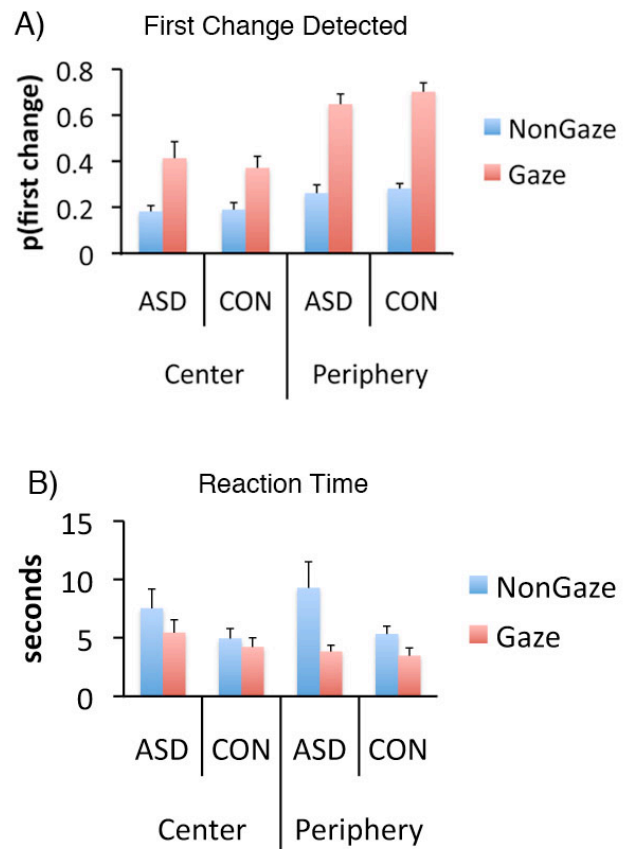 A) First Change Detected
p(first change)
0.8
0.6
0.4
0.2
0
NonGaze
Gaze
ASD CON ASD CON
Center Periphery
B) Reaction Time
seconds
15
10
5
0
NonGaze
Gaze
ASD CON ASD CON
Center Periphery